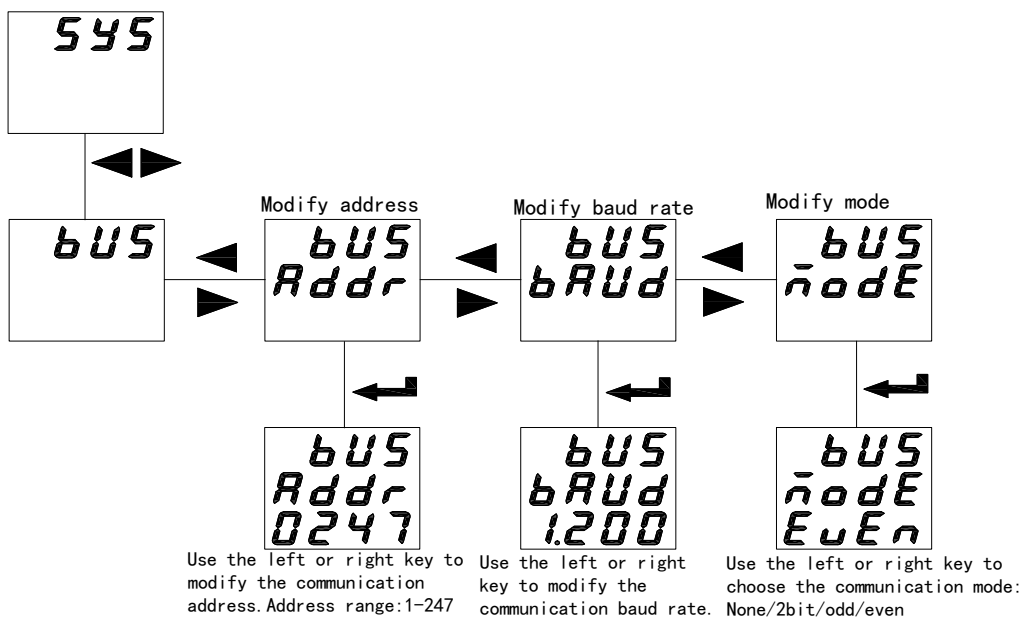 SYS
Modify address
Modify baud rate
Modify mode
bUS
bUS
Addr
bUS
bAUd
bUS
n̄odE
bUS
Addr
0247
bUS
bAUd
1.200
bUS
n̄odE
EuEn
Use the left or right key to
modify the communication
address. Address range:1-247
Use the left or right
key to modify the
communication baud rate.
Use the left or right key to
choose the communication mode:
None/2bit/odd/even